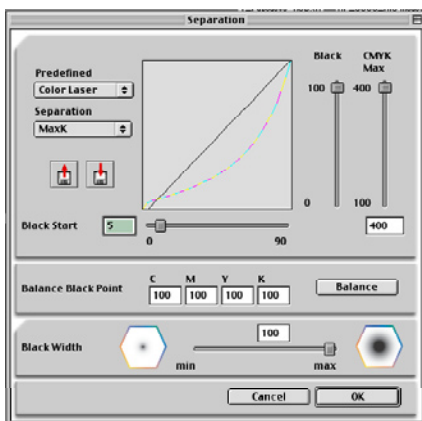 Separation
Predefined
Color Laser
Separation
MaxK
Black CMYK Max
100 400
0 100
Black Start 5
0 90
400
Balance Black Point
C M Y K
100 100 100 100
Balance
Black Width
100
min max
Cancel OK